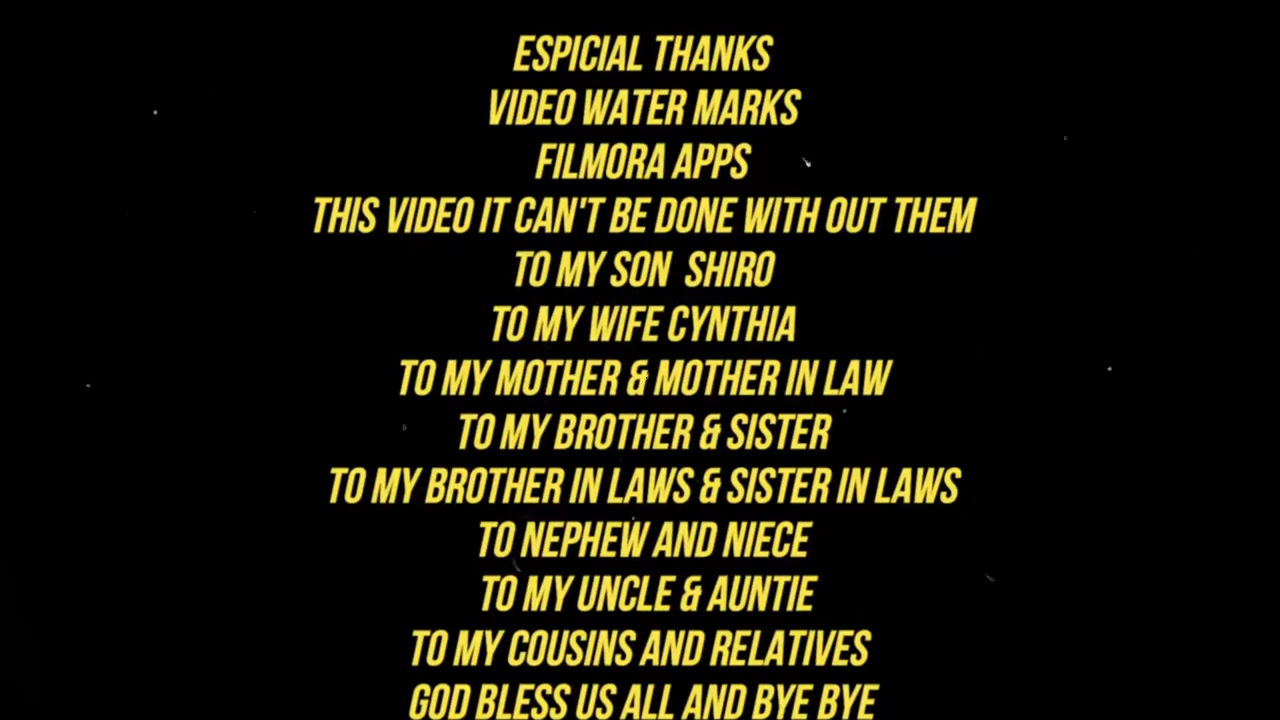 ESPICIAL THANKS
VIDEO WATER MARKS
FILMORA APPS
THIS VIDEO IT CAN'T BE DONE WITH OUT THEM
TO MY SON SHIRO
TO MY WIFE CYNTHIA
TO MY MOTHER & MOTHER IN LAW
TO MY BROTHER & SISTER
TO MY BROTHER IN LAWS & SISTER IN LAWS
TO NEPHEW AND NIECE
TO MY UNCLE & AUNTIE
TO MY COUSINS AND RELATIVES
GOD BLESS US ALL AND BYE BYE